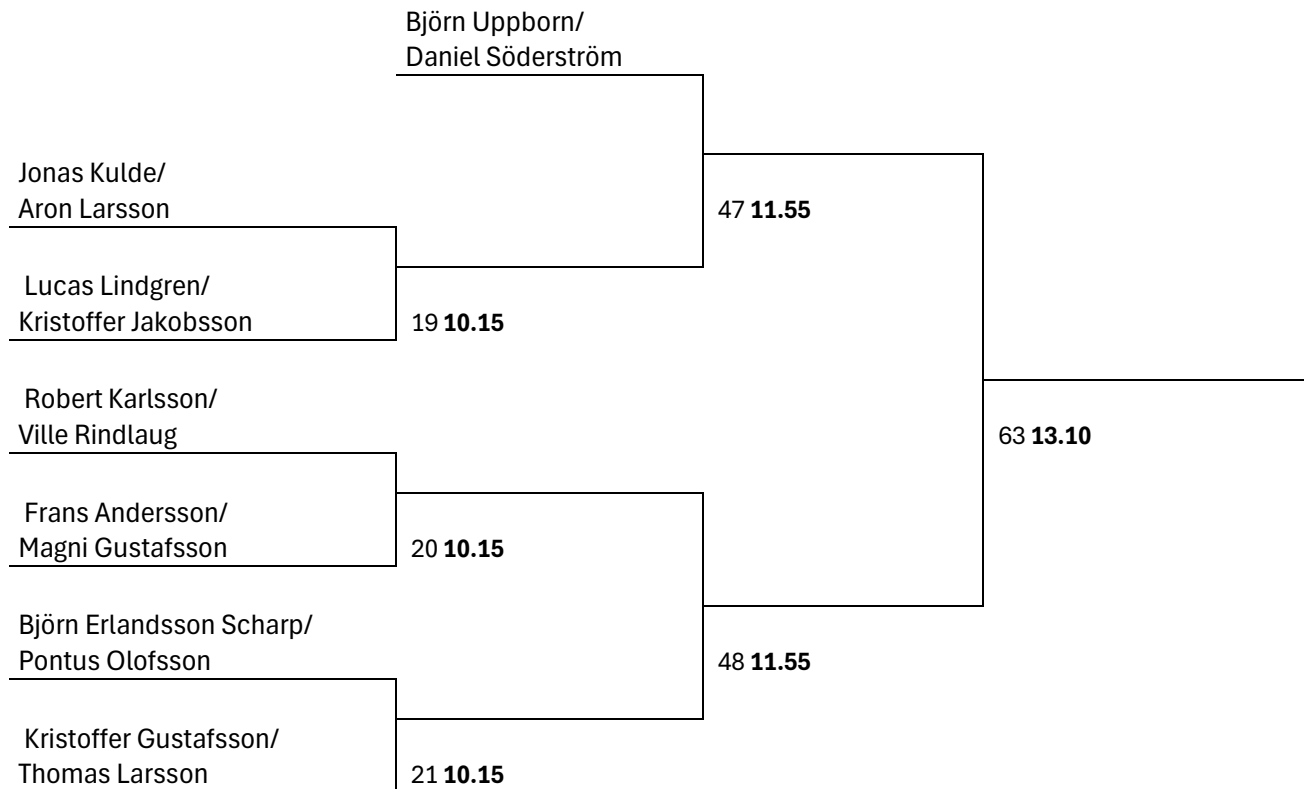 Björn Uppborn/
Daniel Söderström
Jonas Kulde/
Aron Larsson
47 11.55
Lucas Lindgren/
Kristoffer Jakobsson
19 10.15
Robert Karlsson/
Ville Rindlaug
63 13.10
Frans Andersson/
Magni Gustafsson
20 10.15
Björn Erlandsson Scharp/
Pontus Olofsson
48 11.55
Kristoffer Gustafsson/
Thomas Larsson
21 10.15